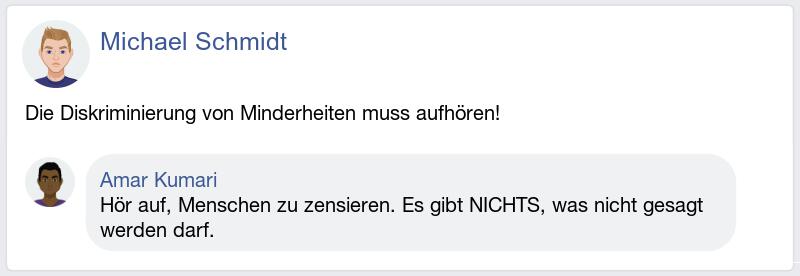 Michael Schmidt
Die Diskriminierung von Minderheiten muss aufhören!
Amar Kumari
Hör auf, Menschen zu zensieren. Es gibt NICHTS, was nicht gesagt
werden darf.